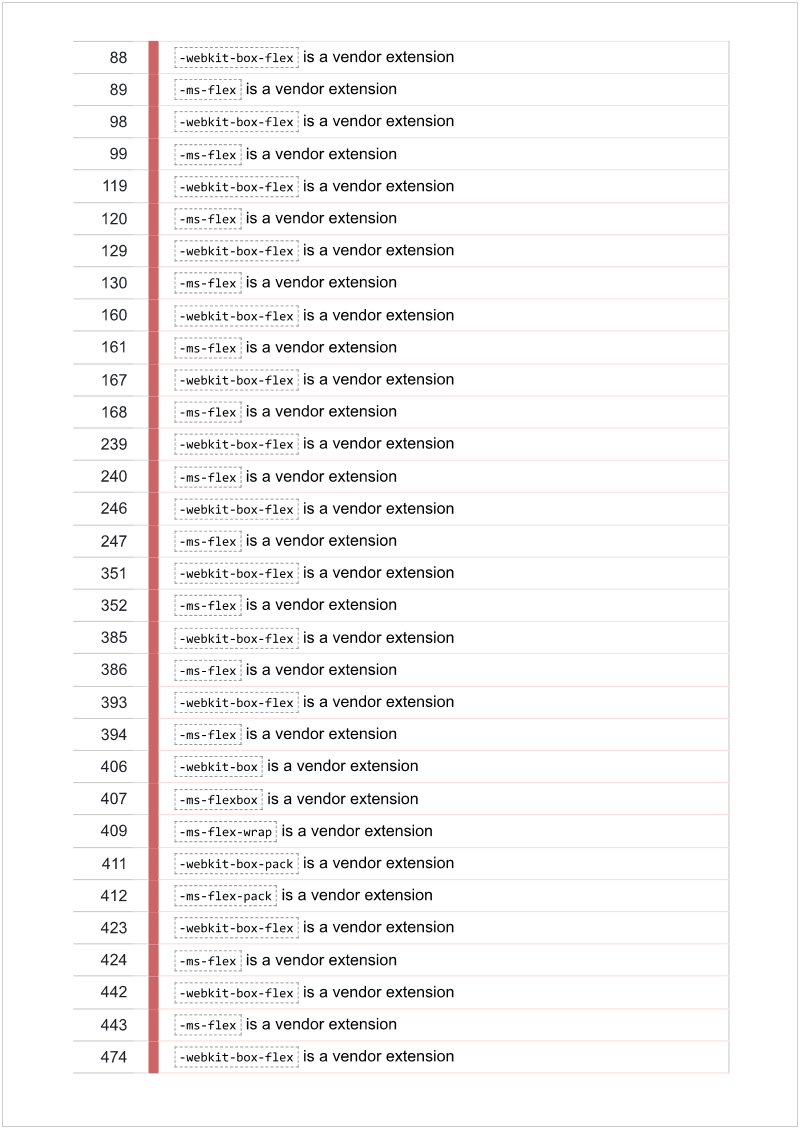 88 -webkit-box-flex is a vendor extension
89 -ms-flex is a vendor extension
98 -webkit-box-flex is a vendor extension
99 -ms-flex is a vendor extension
119 -webkit-box-flex is a vendor extension
120 -ms-flex is a vendor extension
129 -webkit-box-flex is a vendor extension
130 -ms-flex is a vendor extension
160 -webkit-box-flex is a vendor extension
161 -ms-flex is a vendor extension
167 -webkit-box-flex is a vendor extension
168 -ms-flex is a vendor extension
239 -webkit-box-flex is a vendor extension
240 -ms-flex is a vendor extension
246 -webkit-box-flex is a vendor extension
247 -ms-flex is a vendor extension
351 -webkit-box-flex is a vendor extension
352 -ms-flex is a vendor extension
385 -webkit-box-flex is a vendor extension
386 -ms-flex is a vendor extension
393 -webkit-box-flex is a vendor extension
394 -ms-flex is a vendor extension
406 -webkit-box is a vendor extension
407 -ms-flexbox is a vendor extension
409 -ms-flex-wrap is a vendor extension
411 -webkit-box-pack is a vendor extension
412 -ms-flex-pack is a vendor extension
423 -webkit-box-flex is a vendor extension
424 -ms-flex is a vendor extension
442 -webkit-box-flex is a vendor extension
443 -ms-flex is a vendor extension
474 -webkit-box-flex is a vendor extension